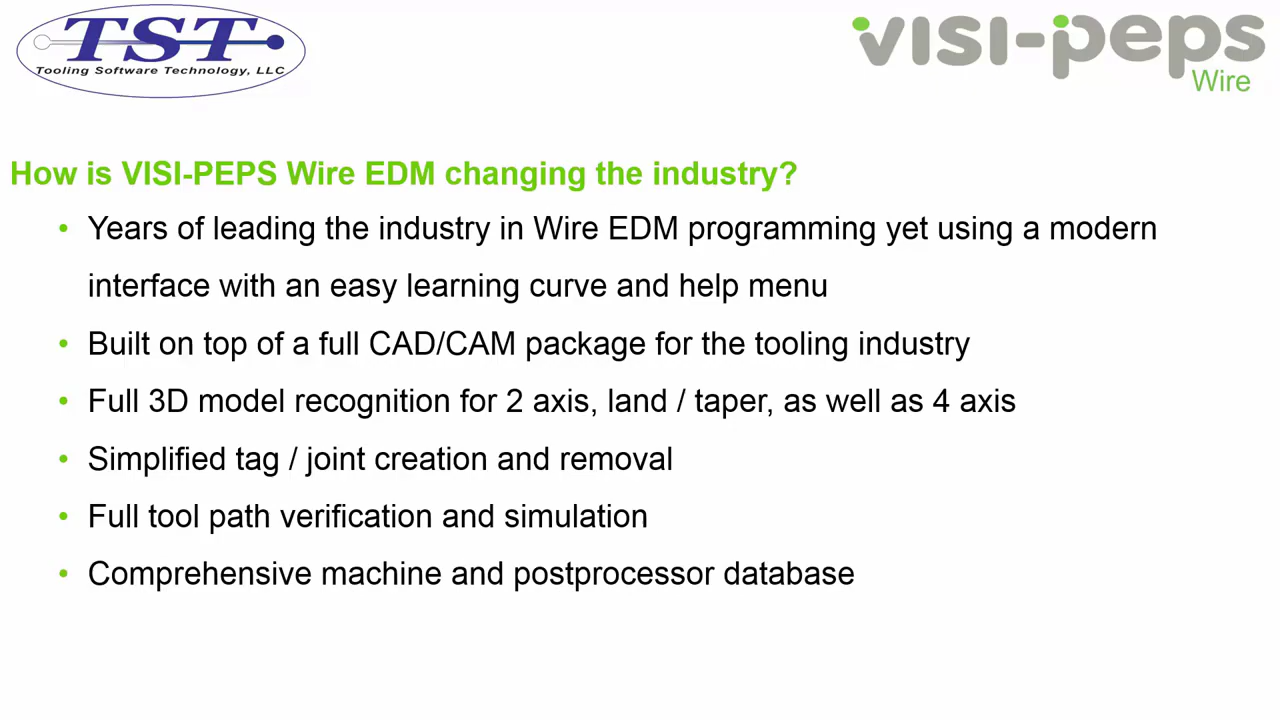 TST
Tooling Software Technology, LLC
VISI-peps
Wire
How is VISI-PEPS Wire EDM changing the industry?
• Years of leading the industry in Wire EDM programming yet using a modern
interface with an easy learning curve and help menu
• Built on top of a full CAD/CAM package for the tooling industry
• Full 3D model recognition for 2 axis, land / taper, as well as 4 axis
• Simplified tag / joint creation and removal
• Full tool path verification and simulation
• Comprehensive machine and postprocessor database